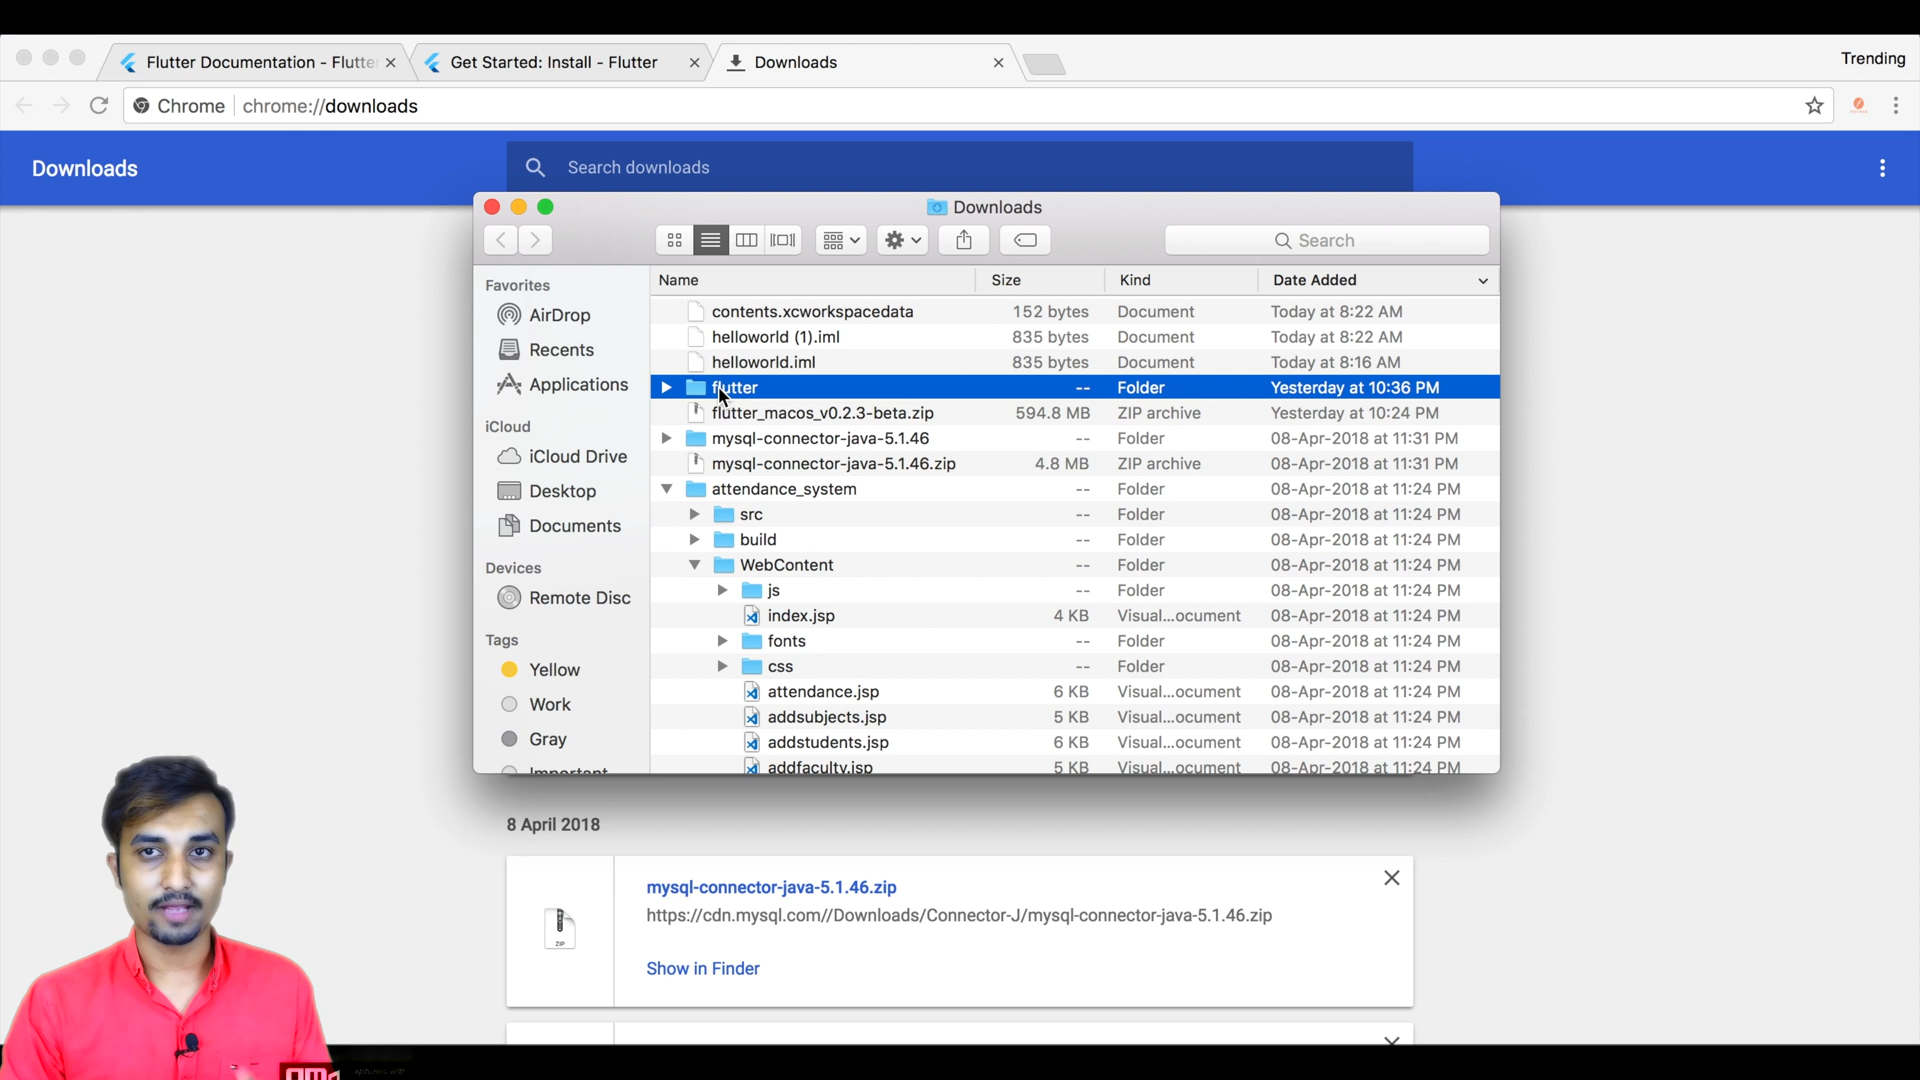 Flutter Documentation - Flutte
Get Started: Install - Flutter
Downloads
Trending
Chrome
chrome://downloads
Downloads
Search downloads
Downloads
Search
Favorites
AirDrop
Recents
Applications
iCloud
iCloud Drive
Desktop
Documents
Devices
Remote Disc
Tags
Yellow
Work
Gray
Important
Name Size Kind Date Added
contents.xcworkspacedata 152 bytes Document Today at 8:22 AM
helloworld (1).iml 835 bytes Document Today at 8:22 AM
helloworld.iml 835 bytes Document Today at 8:16 AM
flutter -- Folder Yesterday at 10:36 PM
flutter_macos_v0.2.3-beta.zip 594.8 MB ZIP archive Yesterday at 10:24 PM
mysql-connector-java-5.1.46 -- Folder 08-Apr-2018 at 11:31 PM
mysql-connector-java-5.1.46.zip 4.8 MB ZIP archive 08-Apr-2018 at 11:31 PM
attendance_system -- Folder 08-Apr-2018 at 11:24 PM
src -- Folder 08-Apr-2018 at 11:24 PM
build -- Folder 08-Apr-2018 at 11:24 PM
WebContent -- Folder 08-Apr-2018 at 11:24 PM
js -- Folder 08-Apr-2018 at 11:24 PM
index.jsp 4 KB Visual...ocument 08-Apr-2018 at 11:24 PM
fonts -- Folder 08-Apr-2018 at 11:24 PM
css -- Folder 08-Apr-2018 at 11:24 PM
attendance.jsp 6 KB Visual...ocument 08-Apr-2018 at 11:24 PM
addsubjects.jsp 5 KB Visual...ocument 08-Apr-2018 at 11:24 PM
addstudents.jsp 6 KB Visual...ocument 08-Apr-2018 at 11:24 PM
addfaculty.jsp 5 KB Visual...ocument 08-Apr-2018 at 11:24 PM
8 April 2018
ZIP
mysql-connector-java-5.1.46.zip
https://cdn.mysql.com//Downloads/Connector-J/mysql-connector-java-5.1.46.zip
Show in Finder